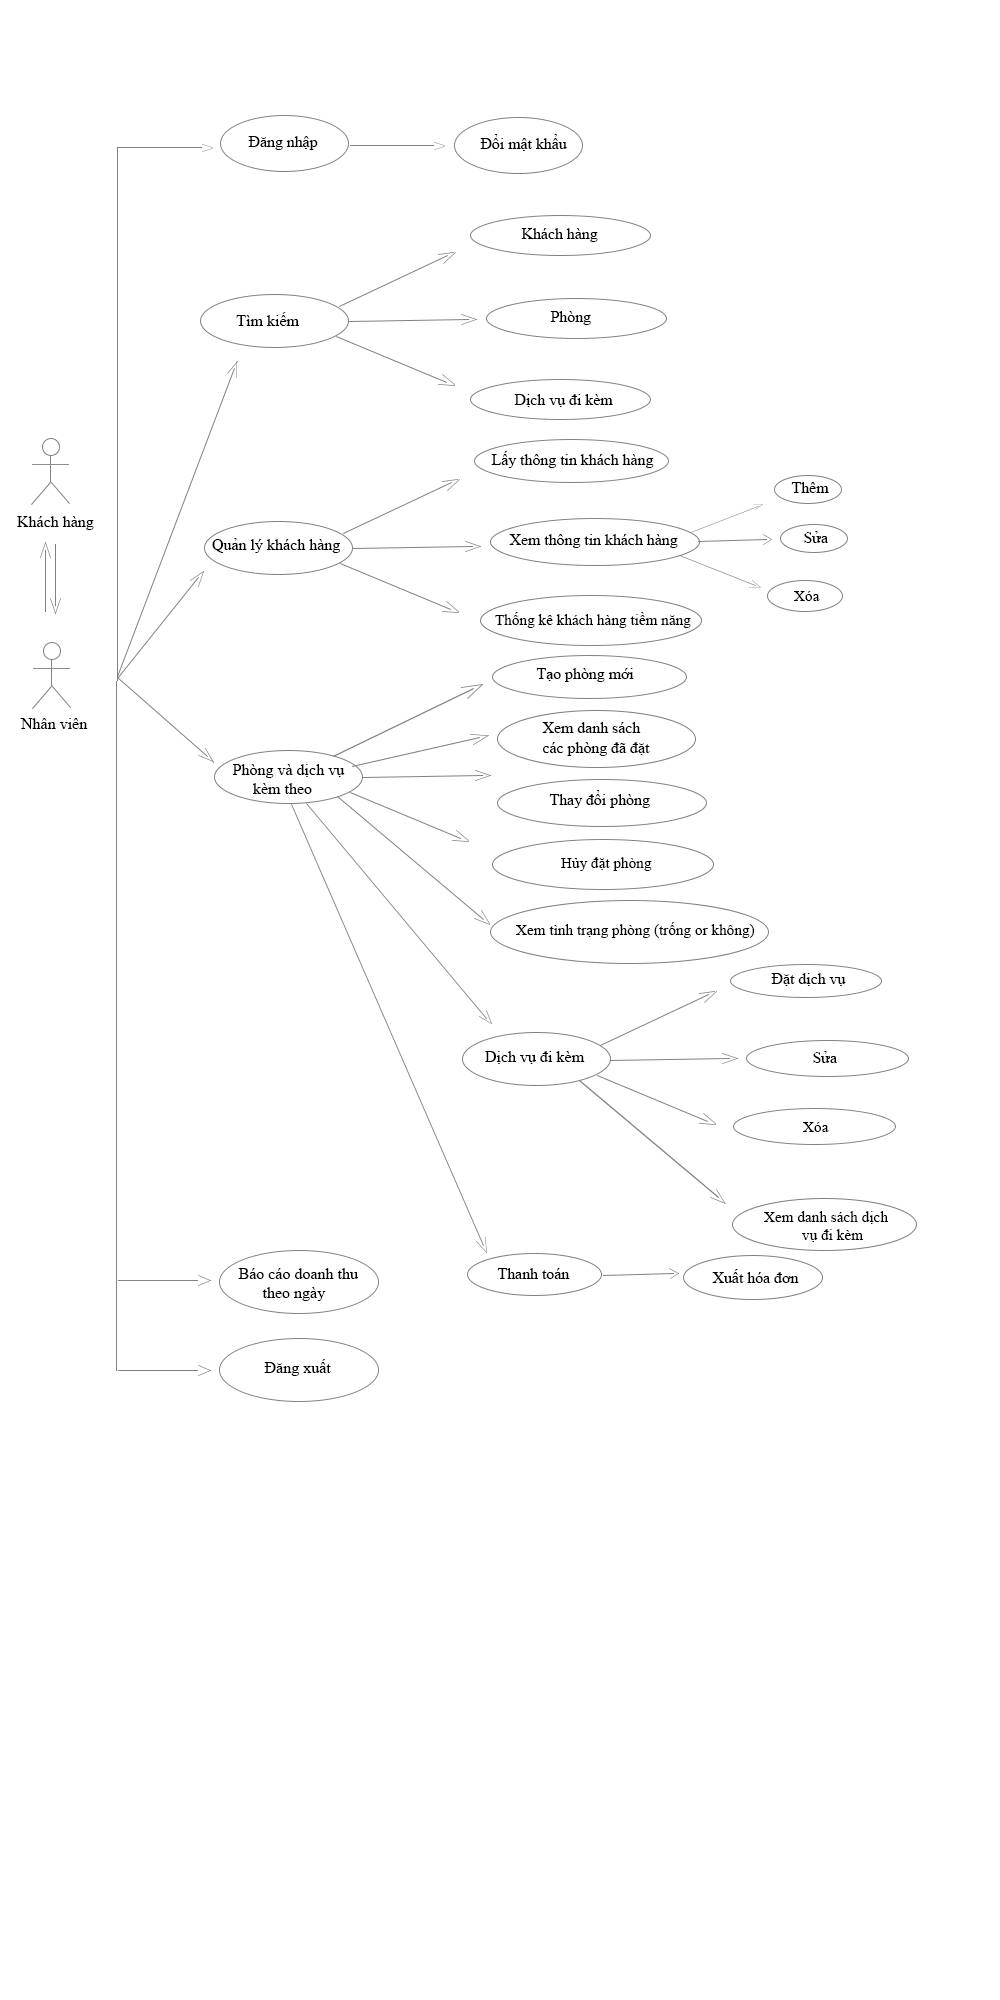 Đăng nhập
Đổi mật khẩu
Khách hàng
Tìm kiếm
Phòng
Dịch vụ đi kèm
Lấy thông tin khách hàng
Thêm
Khách hàng
Quản lý khách hàng
Xem thông tin khách hàng
Sửa
Xóa
Thống kê khách hàng tiềm năng
Tạo phòng mới
Nhân viên
Xem danh sách
các phòng đã đặt
Phòng và dịch vụ
kèm theo
Thay đổi phòng
Hủy đặt phòng
Xem tình trạng phòng (trống or không)
Đặt dịch vụ
Dịch vụ đi kèm
Sửa
Xóa
Xem danh sách dịch
vụ đi kèm
Báo cáo doanh thu
theo ngày
Thanh toán
Xuất hóa đơn
Đăng xuất